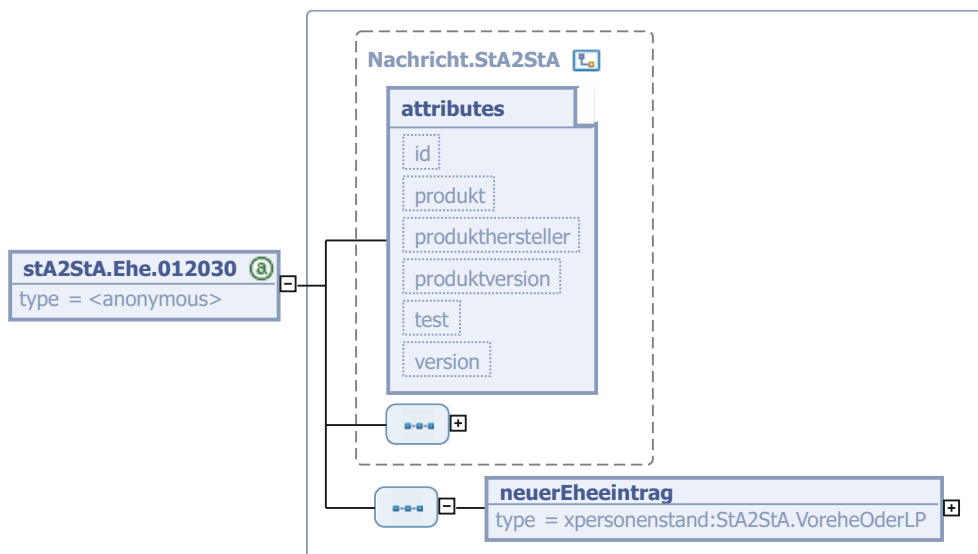 Nachricht.StA2StA
attributes
id
produkt
produkthersteller
produktversion
test
version
stA2StA.Ehe.012030 a
type = <anonymous>
neuerEheeintrag
type = xpersonenstand:StA2StA.VoreheOderLP